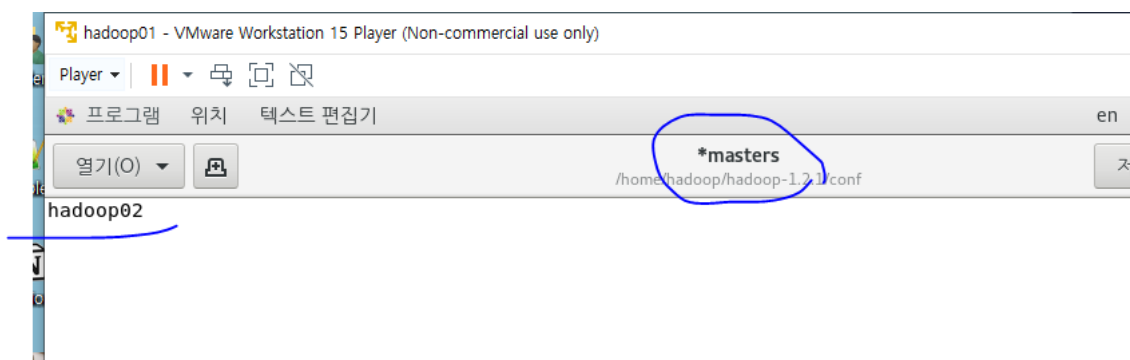 hadoop01 - VMware Workstation 15 Player (Non-commercial use only)
Player
프로그램 위치 텍스트 편집기 en
열기(O) *masters
/home/hadoop/hadoop-1.2.1/conf
hadoop02